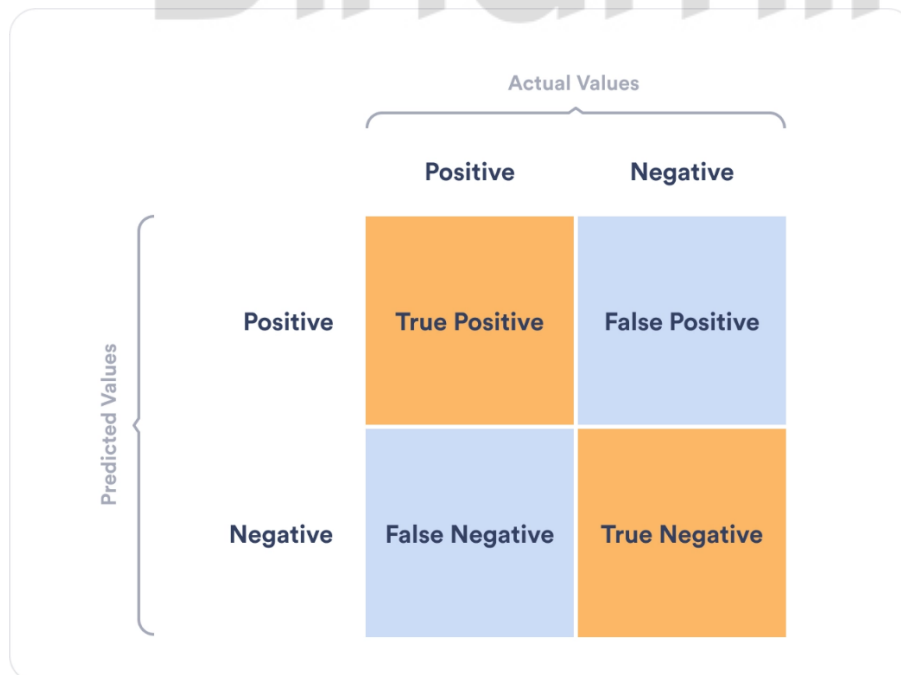 Actual Values
Positive Negative
Predicted Values
Positive True Positive False Positive
Negative False Negative True Negative